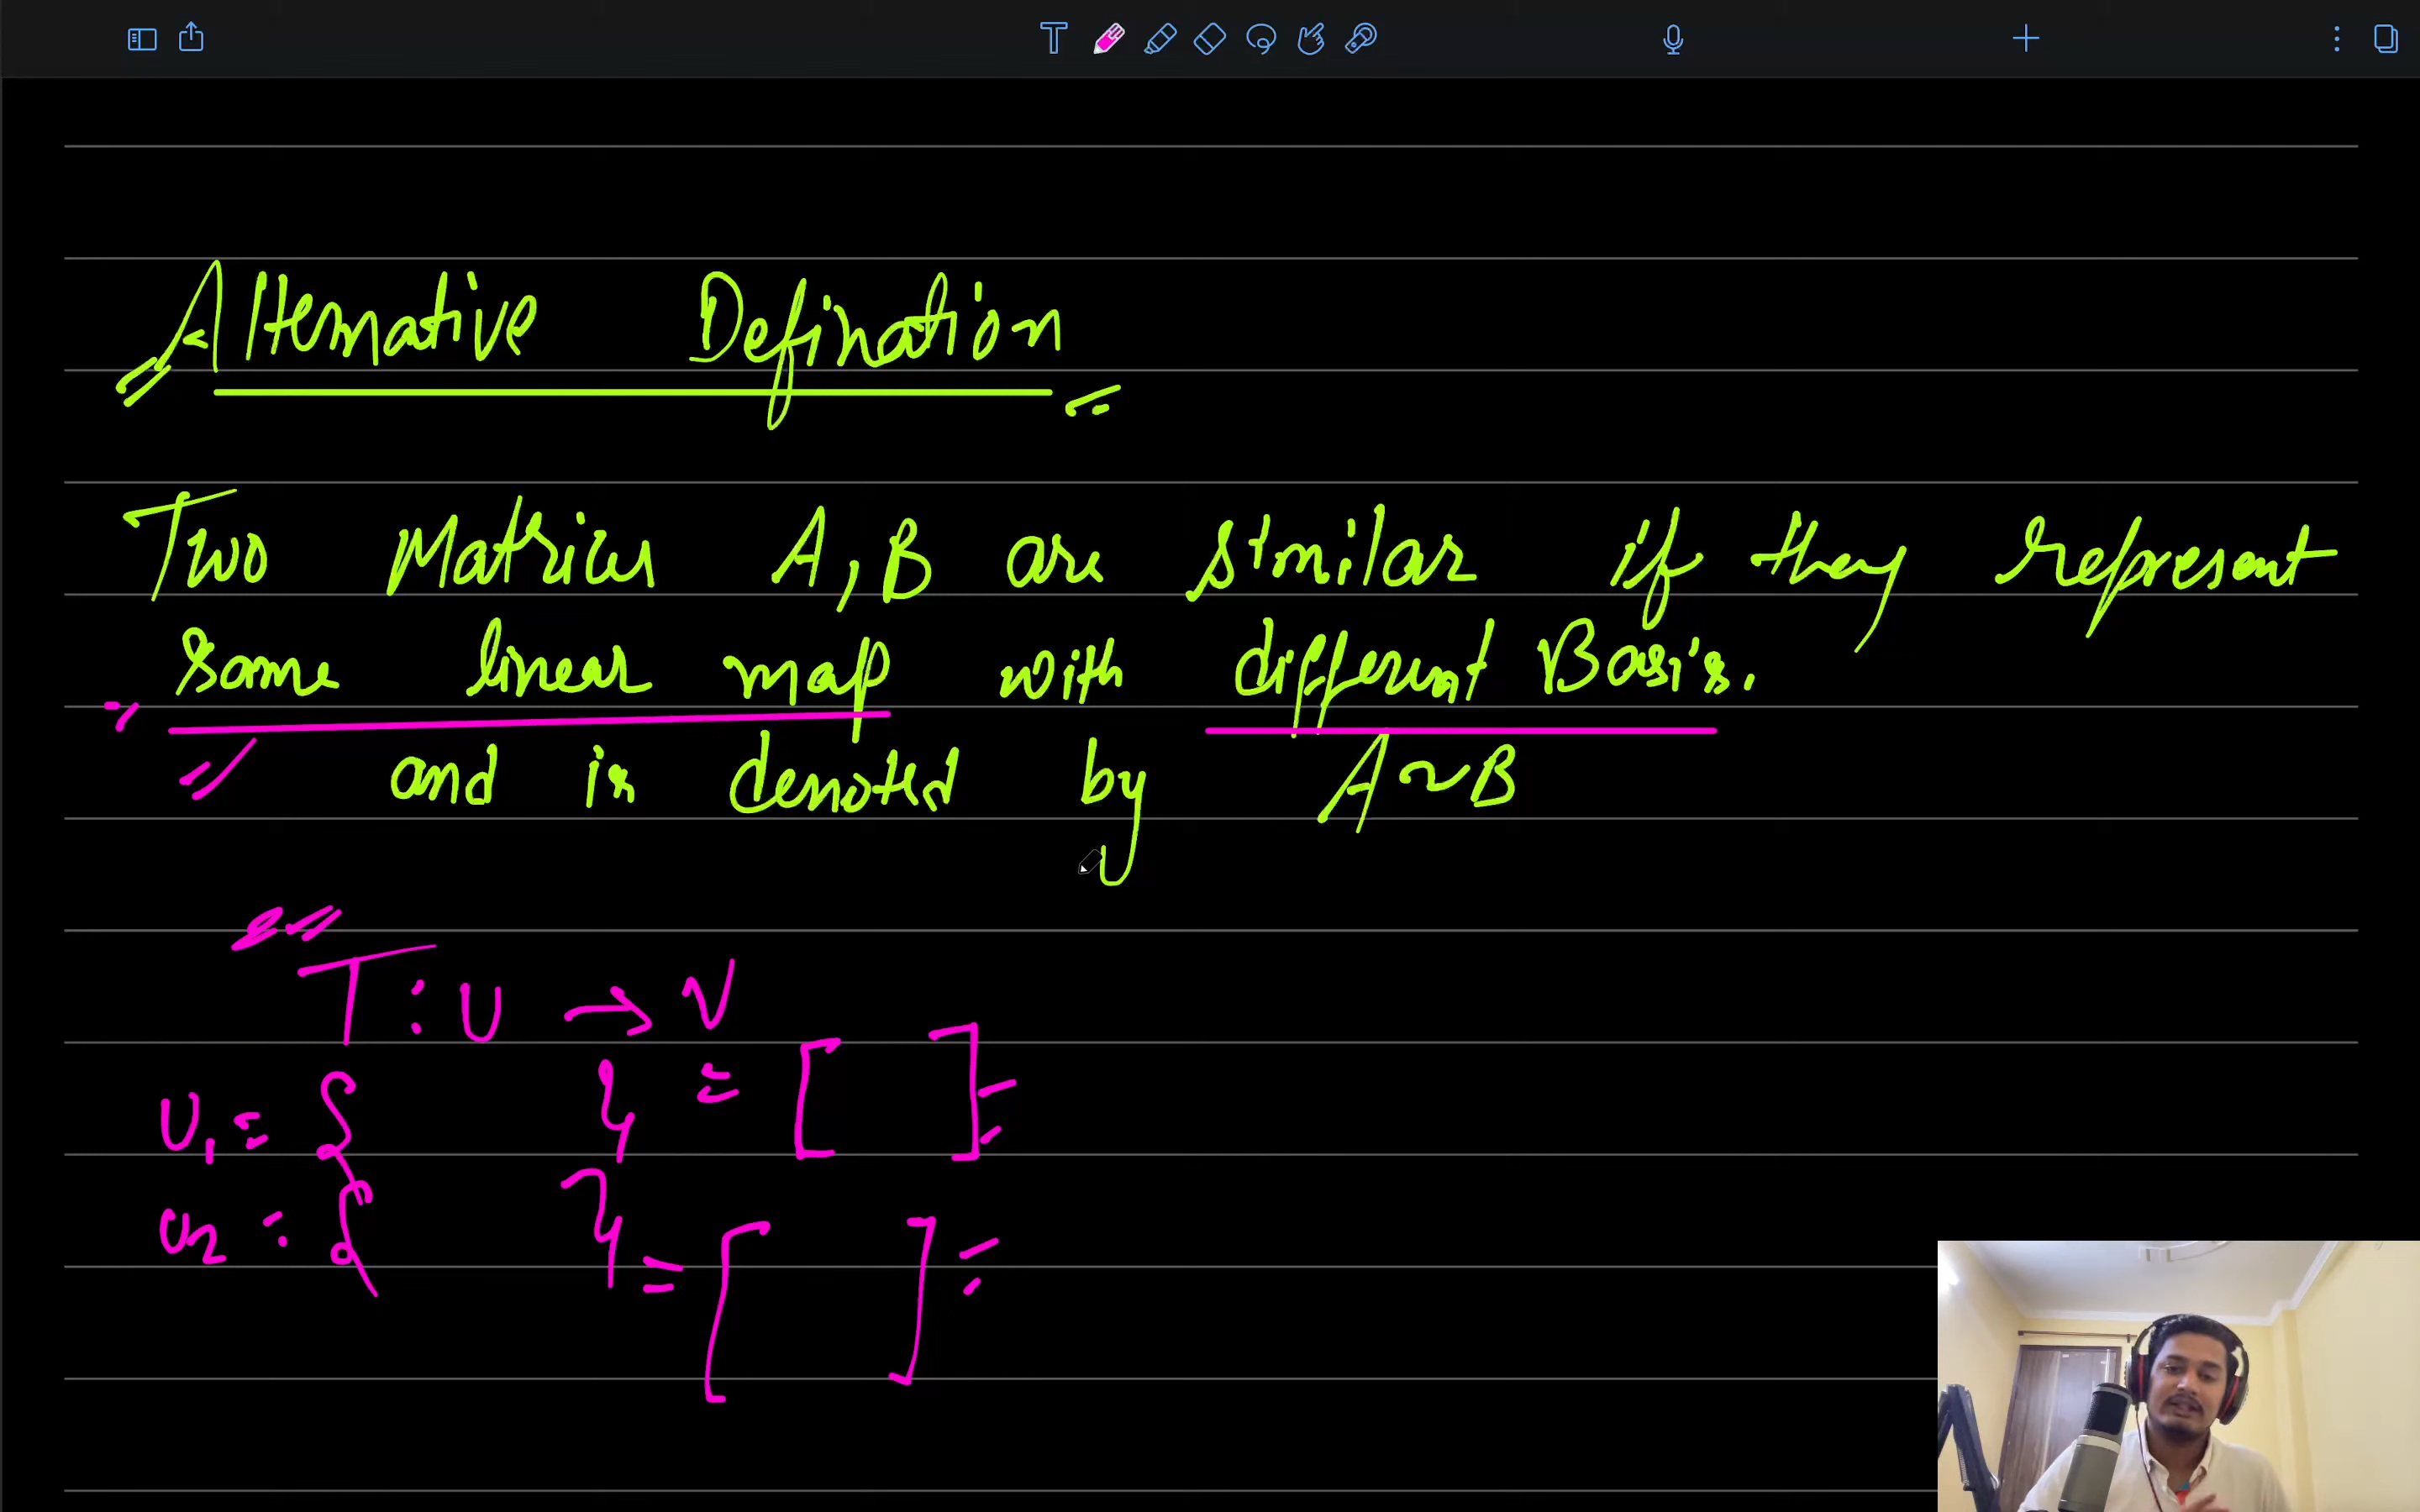 Alternative Defination
Two Matrices A, B are similar if they represent
same linear map with different Basis.
and is denoted by A ~ B
T : U → V
U₁ = { } = [ ]
U₂ : { } = [ ]